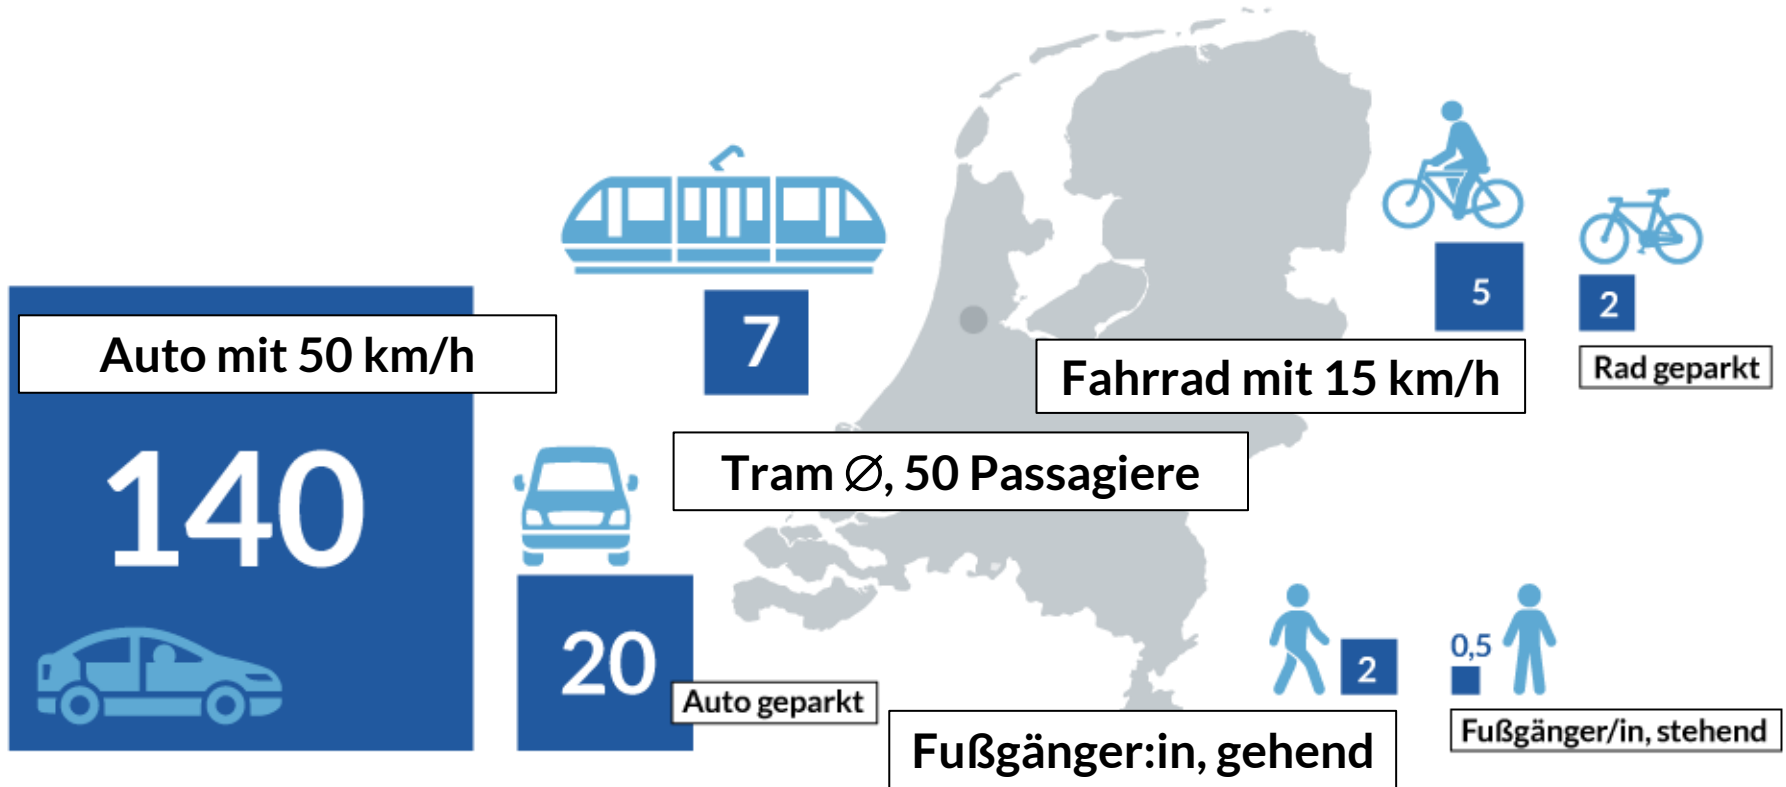 Auto mit 50 km/h
140
20
Auto geparkt
7
Tram ∅, 50 Passagiere
5
Fahrrad mit 15 km/h
2
Rad geparkt
2
Fußgänger:in, gehend
0,5
Fußgänger/in, stehend